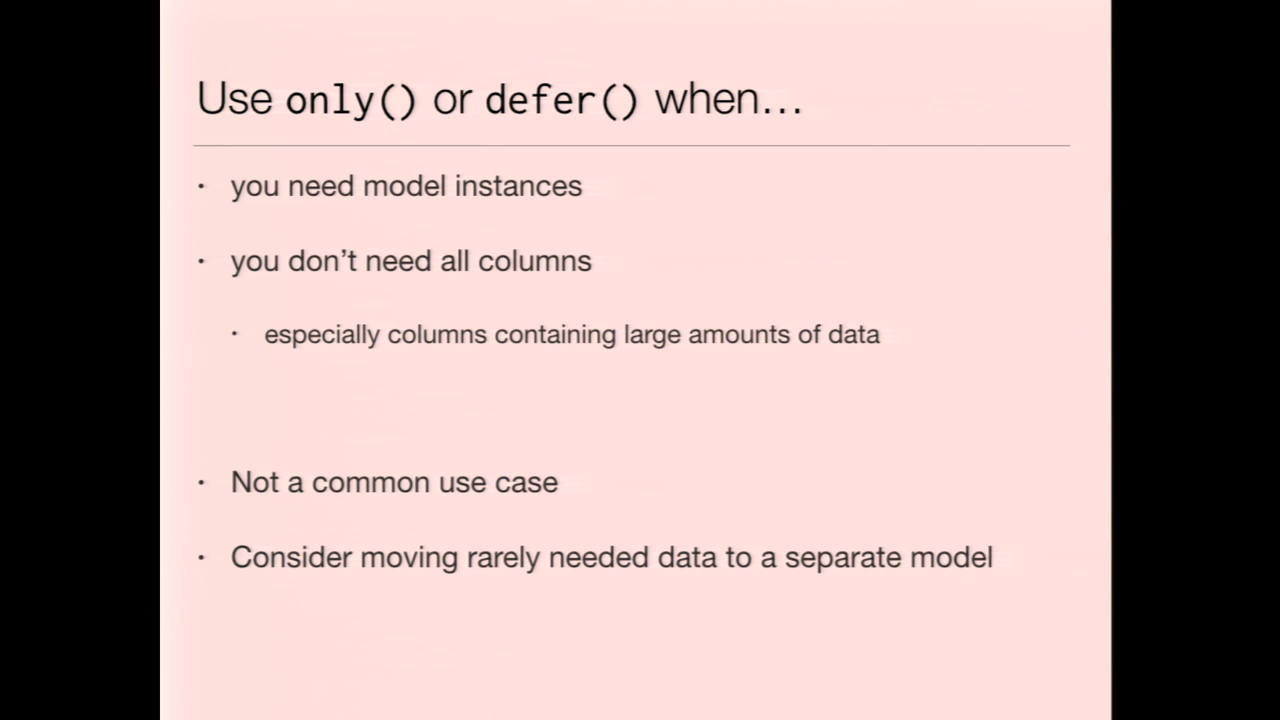 Use only() or defer() when…
· you need model instances
· you don’t need all columns
· especially columns containing large amounts of data
· Not a common use case
· Consider moving rarely needed data to a separate model